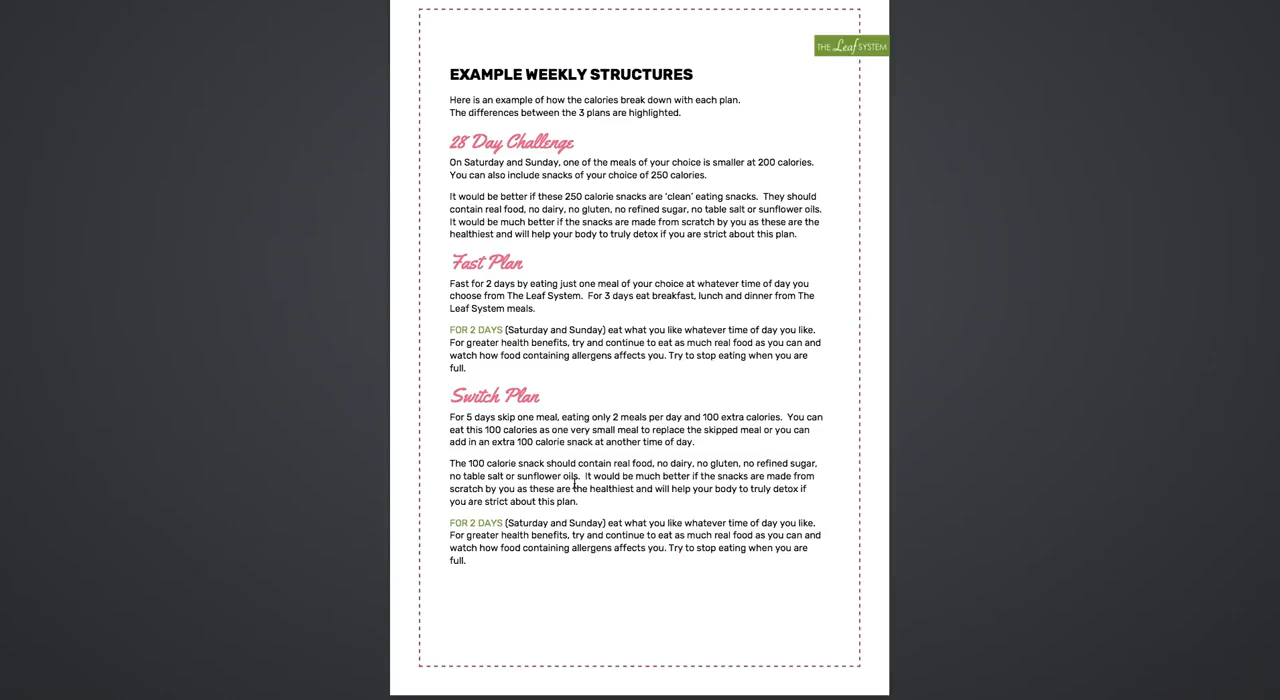 THE Leaf SYSTEM
EXAMPLE WEEKLY STRUCTURES
Here is an example of how the calories break down with each plan.
The differences between the 3 plans are highlighted.
28 Day Challenge
On Saturday and Sunday, one of the meals of your choice is smaller at 200 calories.
You can also include snacks of your choice of 250 calories.
It would be better if these 250 calorie snacks are ‘clean’ eating snacks.  They should
contain real food, no dairy, no gluten, no refined sugar, no table salt or sunflower oils.
It would be much better if the snacks are made from scratch by you as these are the
healthiest and will help your body to truly detox if you are strict about this plan.
Fast Plan
Fast for 2 days by eating just one meal of your choice at whatever time of day you
choose from The Leaf System.  For 3 days eat breakfast, lunch and dinner from The
Leaf System meals.
FOR 2 DAYS (Saturday and Sunday) eat what you like whatever time of day you like.
For greater health benefits, try and continue to eat as much real food as you can and
watch how food containing allergens affects you. Try to stop eating when you are
full.
Switch Plan
For 5 days skip one meal, eating only 2 meals per day and 100 extra calories.  You can
eat this 100 calories as one very small meal to replace the skipped meal or you can
add in an extra 100 calorie snack at another time of day.
The 100 calorie snack should contain real food, no dairy, no gluten, no refined sugar,
no table salt or sunflower oils.  It would be much better if the snacks are made from
scratch by you as these are the healthiest and will help your body to truly detox if
you are strict about this plan.
FOR 2 DAYS (Saturday and Sunday) eat what you like whatever time of day you like.
For greater health benefits, try and continue to eat as much real food as you can and
watch how food containing allergens affects you. Try to stop eating when you are
full.